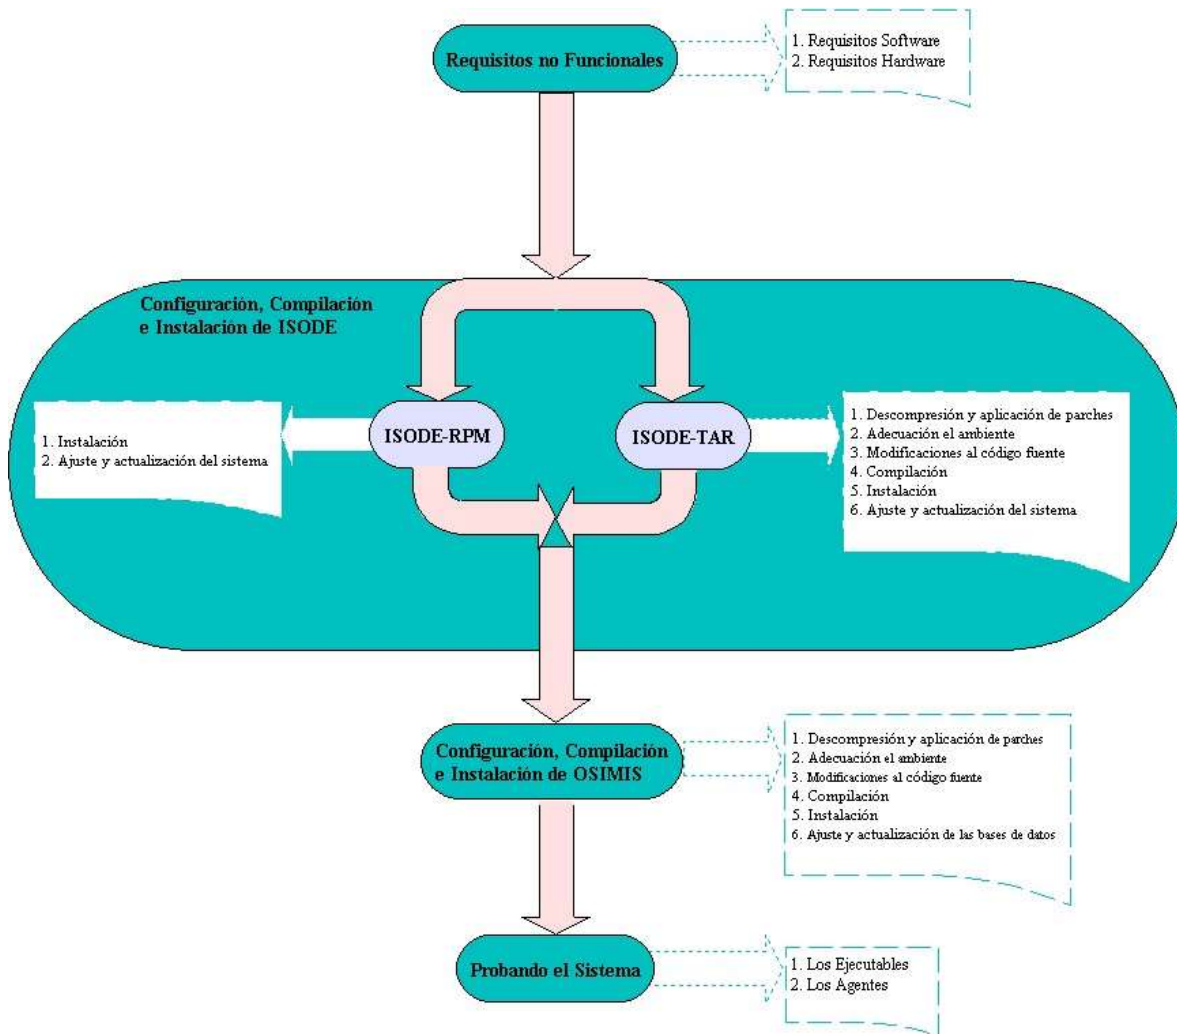 Requisitos no Funcionales
1. Requisitos Software
2. Requisitos Hardware
Configuración, Compilación
e Instalación de ISODE
ISODE-RPM
1. Instalación
2. Ajuste y actualización del sistema
ISODE-TAR
1. Descompresión y aplicación de parches
2. Adecuación el ambiente
3. Modificaciones al código fuente
4. Compilación
5. Instalación
6. Ajuste y actualización del sistema
Configuración, Compilación
e Instalación de OSIMIS
1. Descompresión y aplicación de parches
2. Adecuación el ambiente
3. Modificaciones al código fuente
4. Compilación
5. Instalación
6. Ajuste y actualización de las bases de datos
Probando el Sistema
1. Los Ejecutables
2. Los Agentes